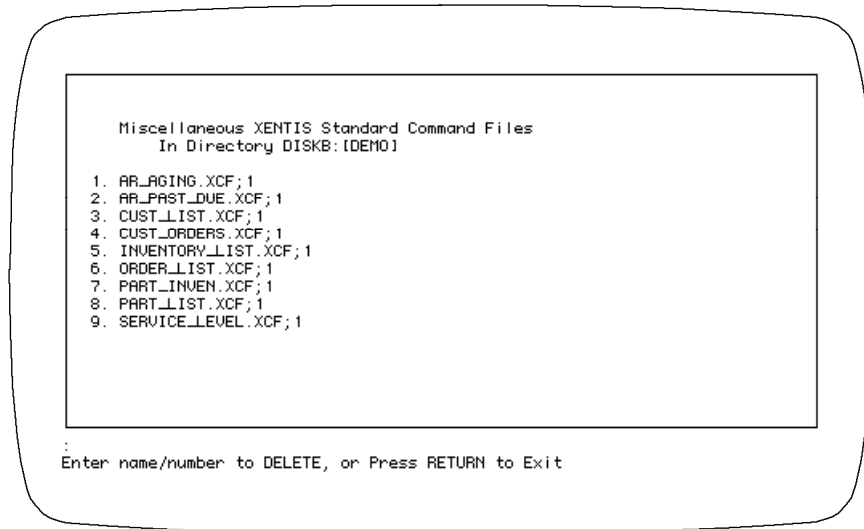 Miscellaneous XENTIS Standard Command Files
In Directory DISKB:[DEMO]
1. AR_AGING.XCF;1
2. AR_PAST_DUE.XCF;1
3. CUST_LIST.XCF;1
4. CUST_ORDERS.XCF;1
5. INVENTORY_LIST.XCF;1
6. ORDER_LIST.XCF;1
7. PART_INVEN.XCF;1
8. PART_LIST.XCF;1
9. SERVICE_LEVEL.XCF;1
:
Enter name/number to DELETE, or Press RETURN to Exit